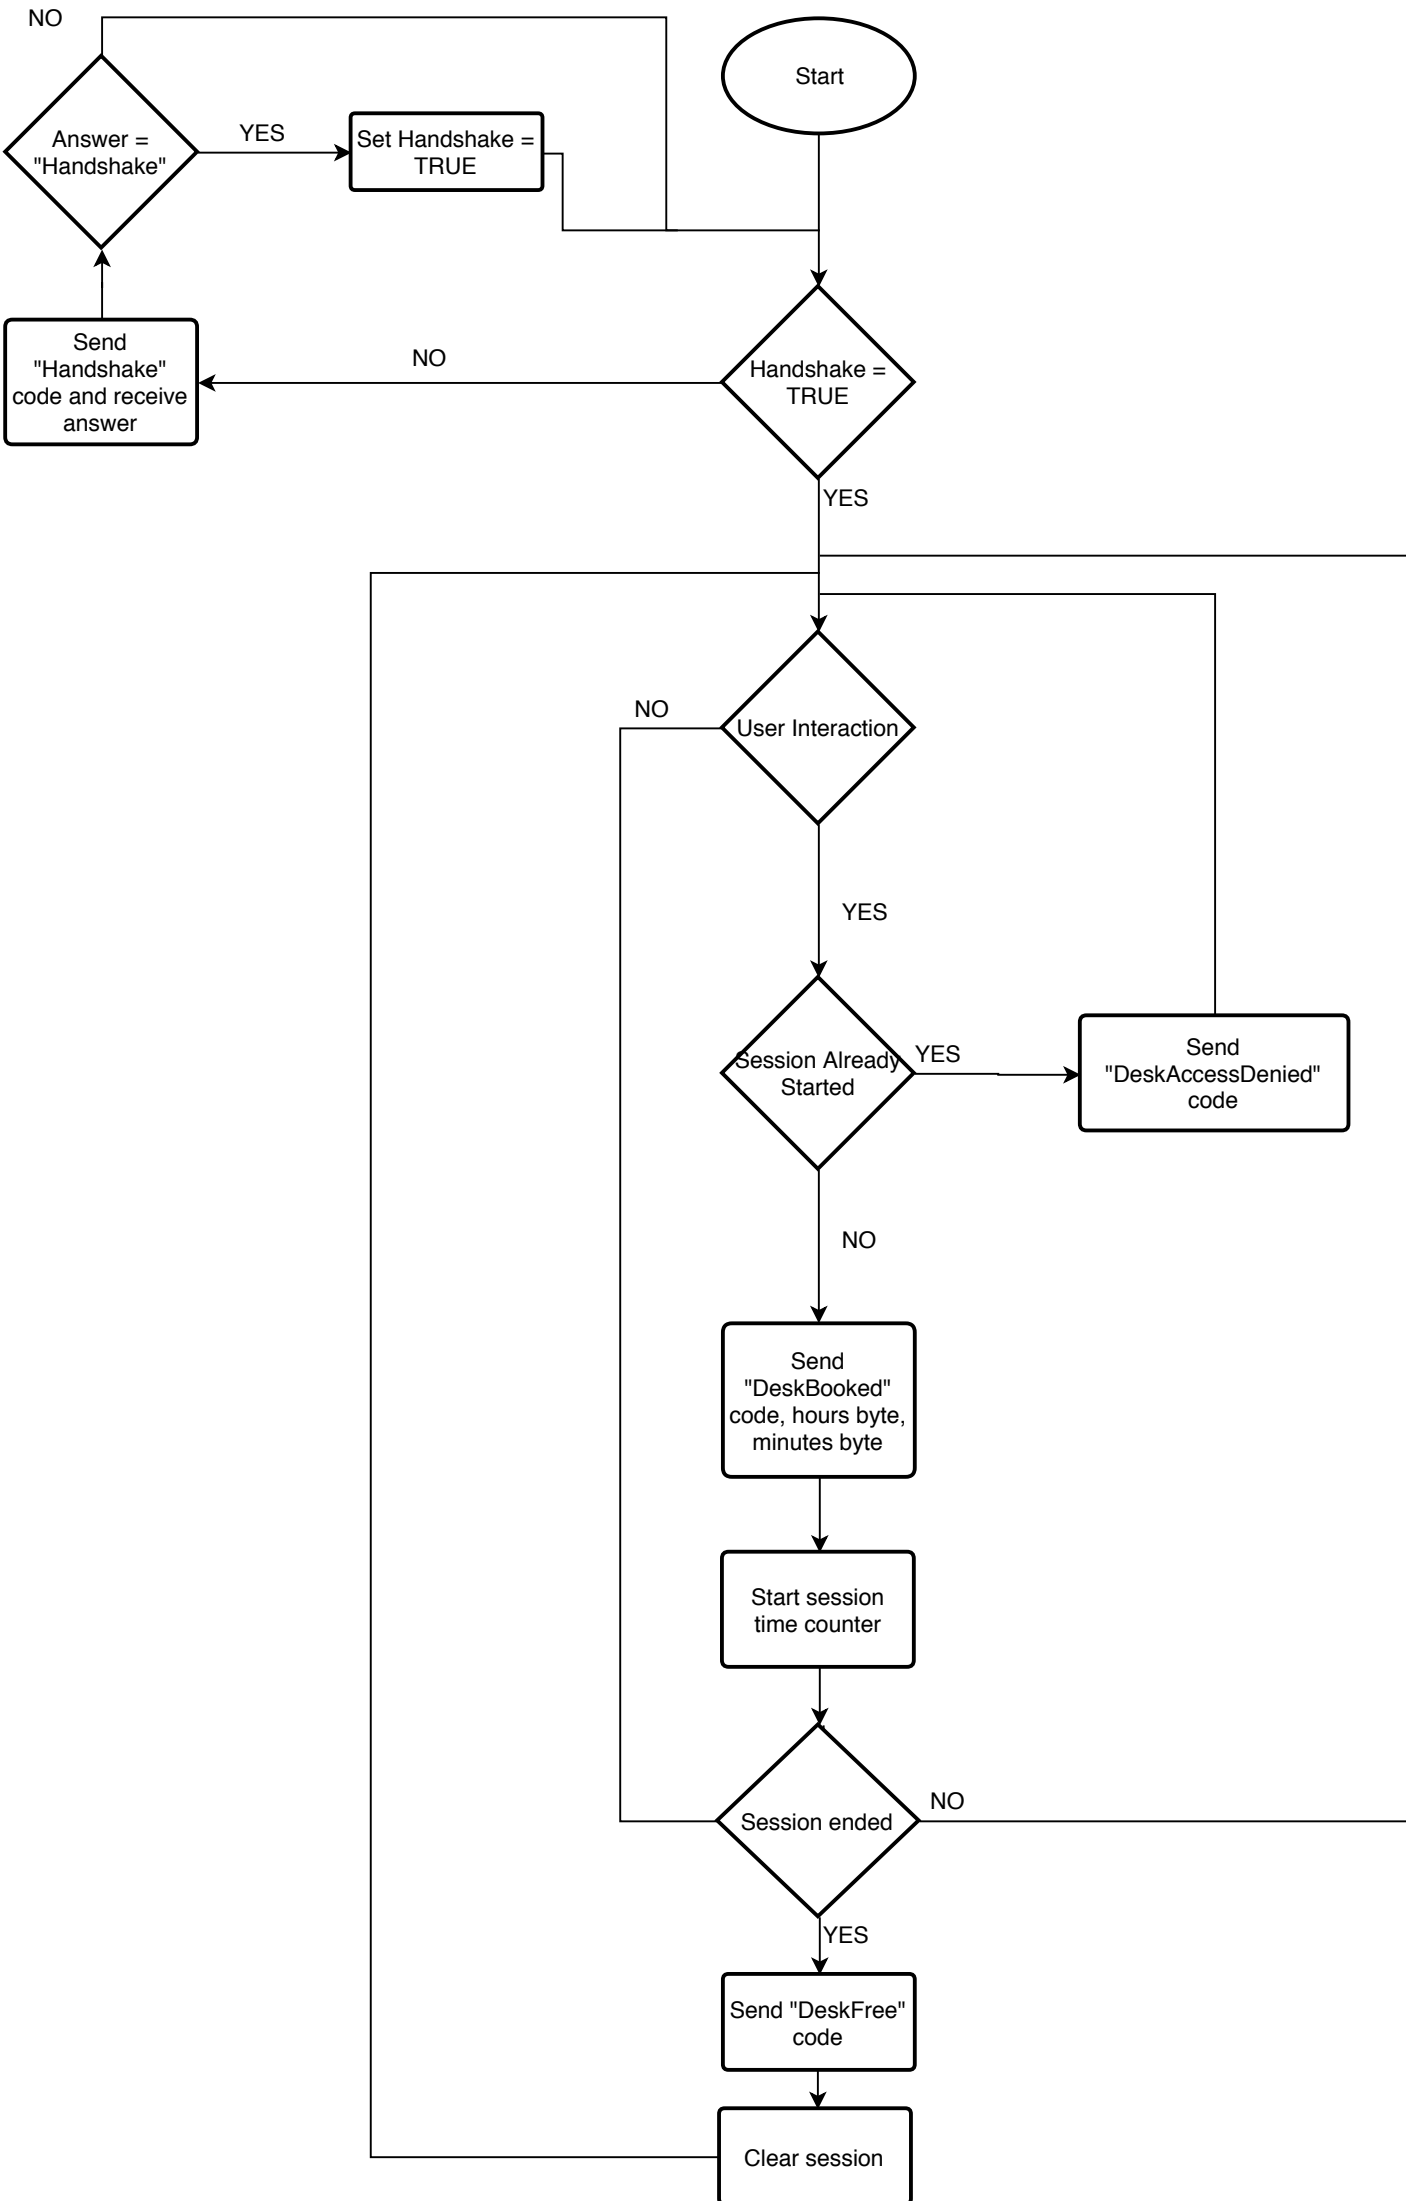 NO
Start
Answer =
"Handshake"
YES
Set Handshake =
TRUE
Send
"Handshake"
code and receive
answer
NO
Handshake =
TRUE
YES
NO
User Interaction
YES
Session Already
Started
YES
Send
"DeskAccessDenied"
code
NO
Send
"DeskBooked"
code, hours byte,
minutes byte
Start session
time counter
Session ended
NO
YES
Send "DeskFree"
code
Clear session